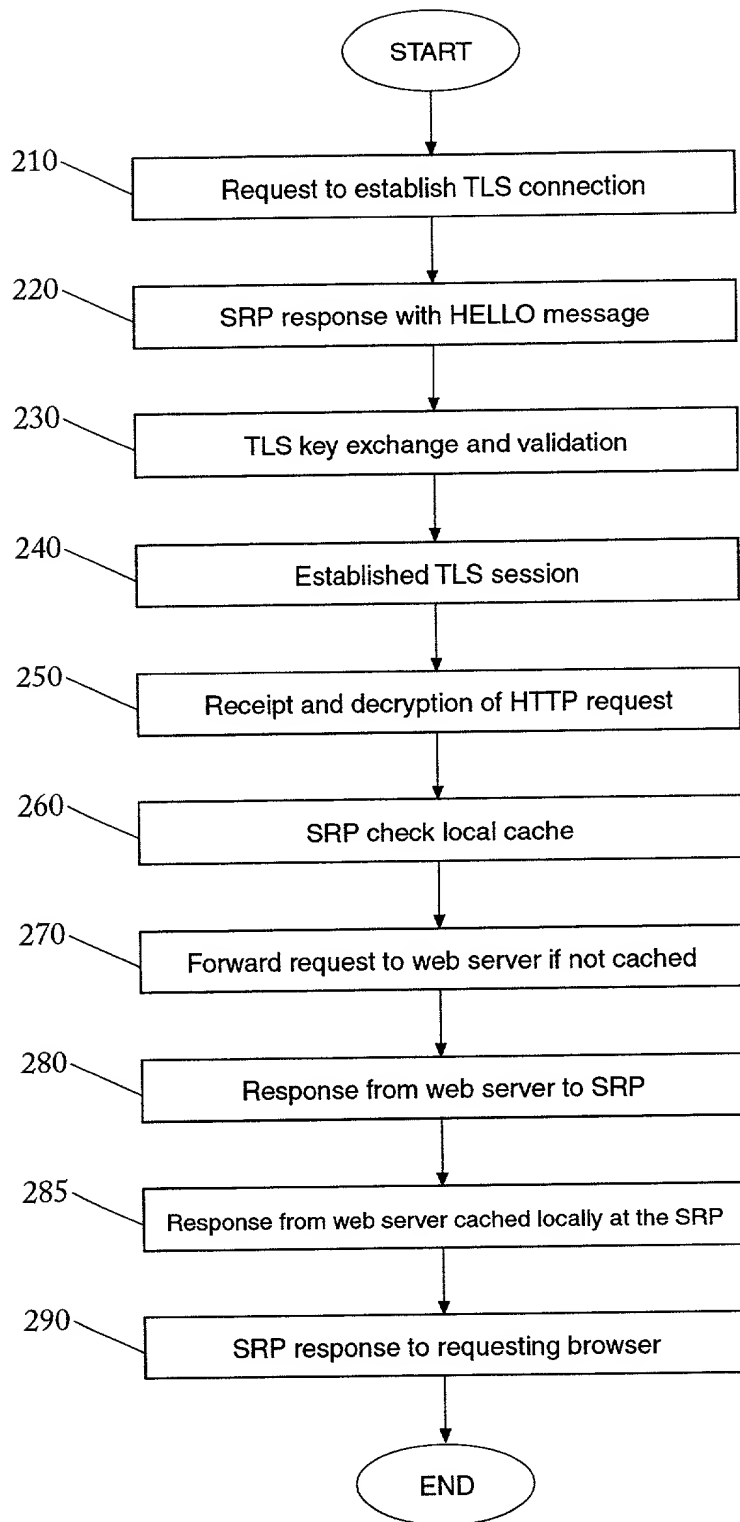 START
210
Request to establish TLS connection
220
SRP response with HELLO message
230
TLS key exchange and validation
240
Established TLS session
250
Receipt and decryption of HTTP request
260
SRP check local cache
270
Forward request to web server if not cached
280
Response from web server to SRP
285
Response from web server cached locally at the SRP
290
SRP response to requesting browser
END